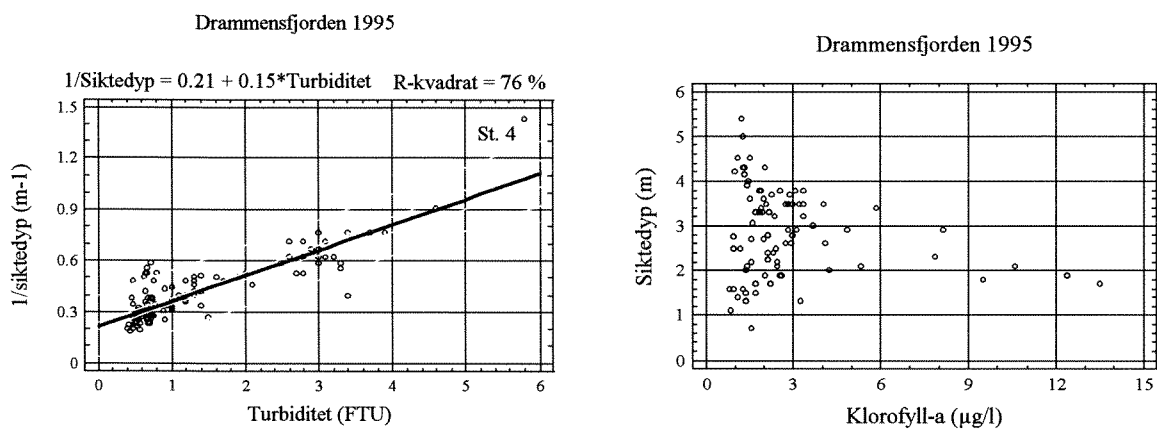 Drammensfjorden 1995
1/Siktedyp = 0.21 + 0.15*Turbiditet R-kvadrat = 76 %
1.5
1.2
0.9
0.6
0.3
0
1/siktedyp (m-1)
St. 4
0 1 2 3 4 5 6
Turbiditet (FTU)
Drammensfjorden 1995
6
5
4
3
2
1
0
Siktedyp (m)
0 3 6 9 12 15
Klorofyll-a (µg/l)